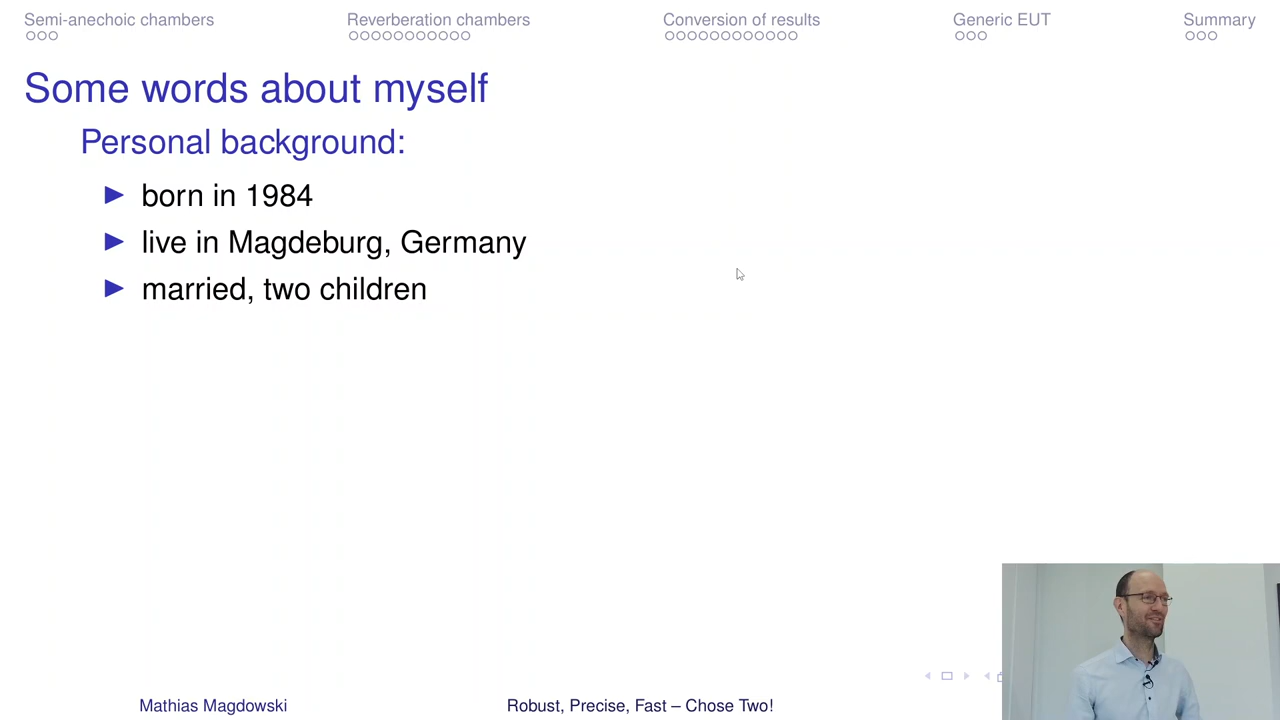 Semi-anechoic chambers Reverberation chambers Conversion of results Generic EUT Summary
Some words about myself
Personal background:
born in 1984
live in Magdeburg, Germany
married, two children
Mathias Magdowski Robust, Precise, Fast – Chose Two!